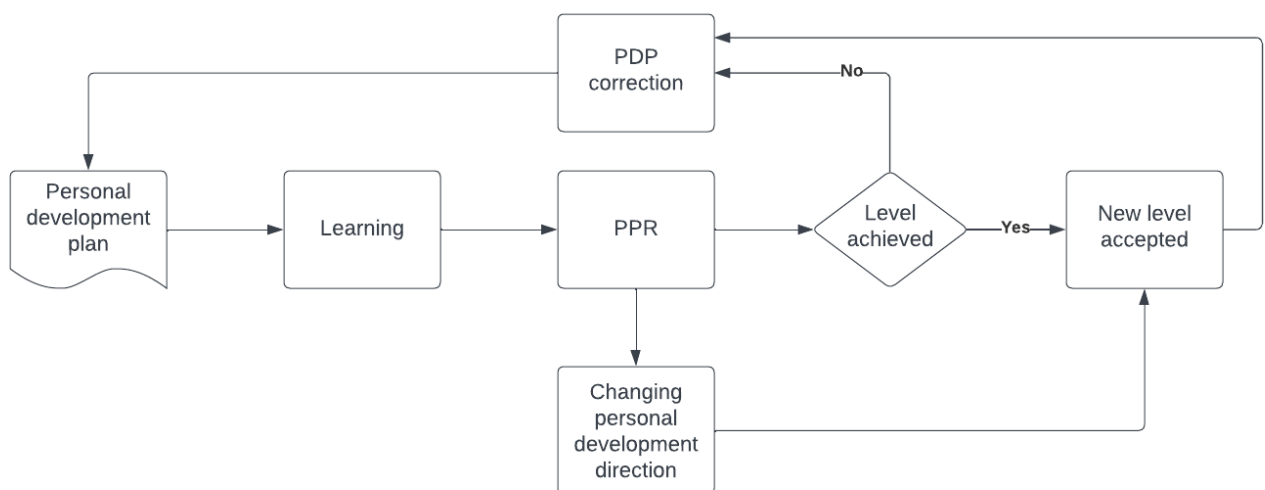 PDP
correction
No
Personal
development
plan
Learning
PPR
Level
achieved
Yes
New level
accepted
Changing
personal
development
direction